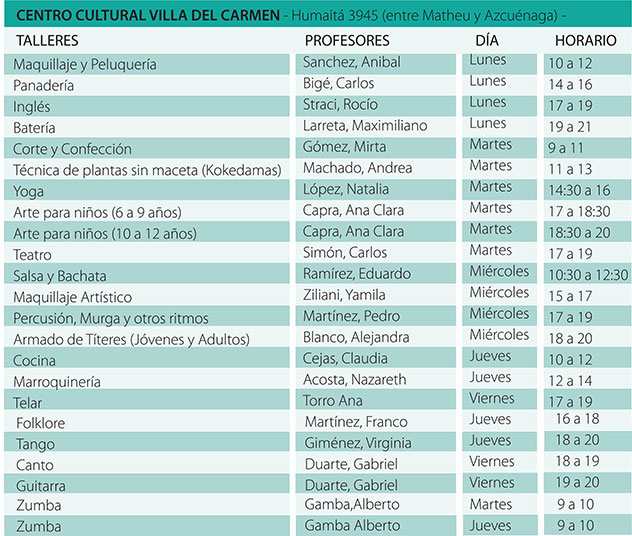 CENTRO CULTURAL VILLA DEL CARMEN - Humaitá 3945 (entre Matheu y Azcuénaga) -
TALLERES PROFESORES DÍA HORARIO
Maquillaje y Peluquería Sanchez, Anibal Lunes 10 a 12
Panadería Bigé, Carlos Lunes 14 a 16
Inglés Straci, Rocío Lunes 17 a 19
Batería Larreta, Maximiliano Lunes 19 a 21
Corte y Confección Gómez, Mirta Martes 9 a 11
Técnica de plantas sin maceta (Kokedamas) Machado, Andrea Martes 11 a 13
Yoga López, Natalia Martes 14:30 a 16
Arte para niños (6 a 9 años) Capra, Ana Clara Martes 17 a 18:30
Arte para niños (10 a 12 años) Capra, Ana Clara Martes 18:30 a 20
Teatro Simón, Carlos Martes 17 a 19
Salsa y Bachata Ramírez, Eduardo Miércoles 10:30 a 12:30
Maquillaje Artístico Ziliani, Yamila Miércoles 15 a 17
Percusión, Murga y otros ritmos Martínez, Pedro Miércoles 17 a 19
Armado de Títeres (Jóvenes y Adultos) Blanco, Alejandra Miércoles 18 a 20
Cocina Cejas, Claudia Jueves 10 a 12
Marroquinería Acosta, Nazareth Jueves 12 a 14
Telar Torro Ana Viernes 17 a 19
Folklore Martínez, Franco Jueves 16 a 18
Tango Giménez, Virginia Jueves 18 a 20
Canto Duarte, Gabriel Viernes 18 a 19
Guitarra Duarte, Gabriel Viernes 19 a 20
Zumba Gamba,Alberto Martes 9 a 10
Zumba Gamba Alberto Jueves 9 a 10